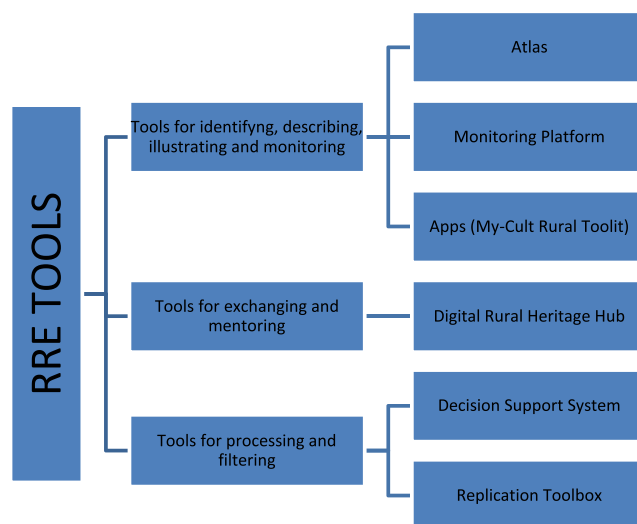 RRE TOOLS
Tools for identifyng, describing,
illustrating and monitoring
Atlas
Monitoring Platform
Apps (My-Cult Rural Toolit)
Tools for exchanging and
mentoring
Digital Rural Heritage Hub
Tools for processing and
filtering
Decision Support System
Replication Toolbox